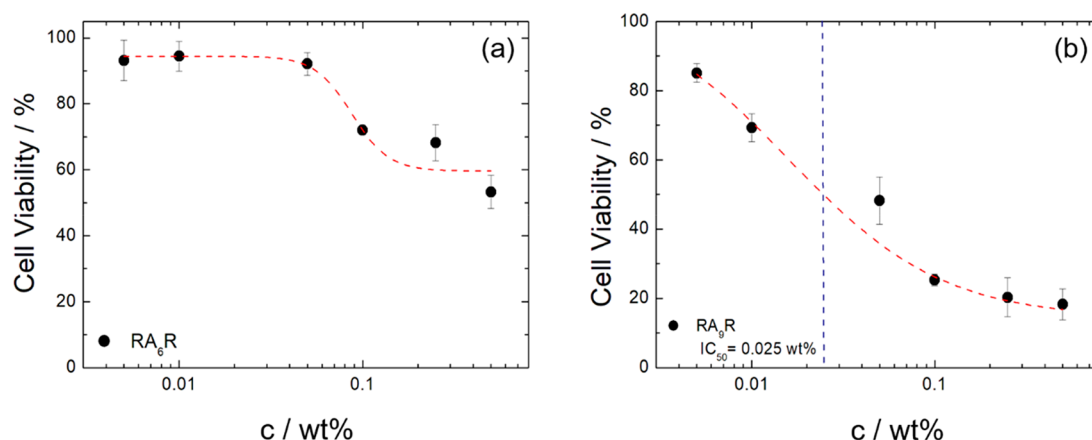 (a)
Cell Viability / %
100
80
60
40
20
0
RA₆R
0.01
0.1
c / wt%
(b)
Cell Viability / %
100
80
60
40
20
0
RA₉R
IC₅₀= 0.025 wt%
0.01
0.1
c / wt%